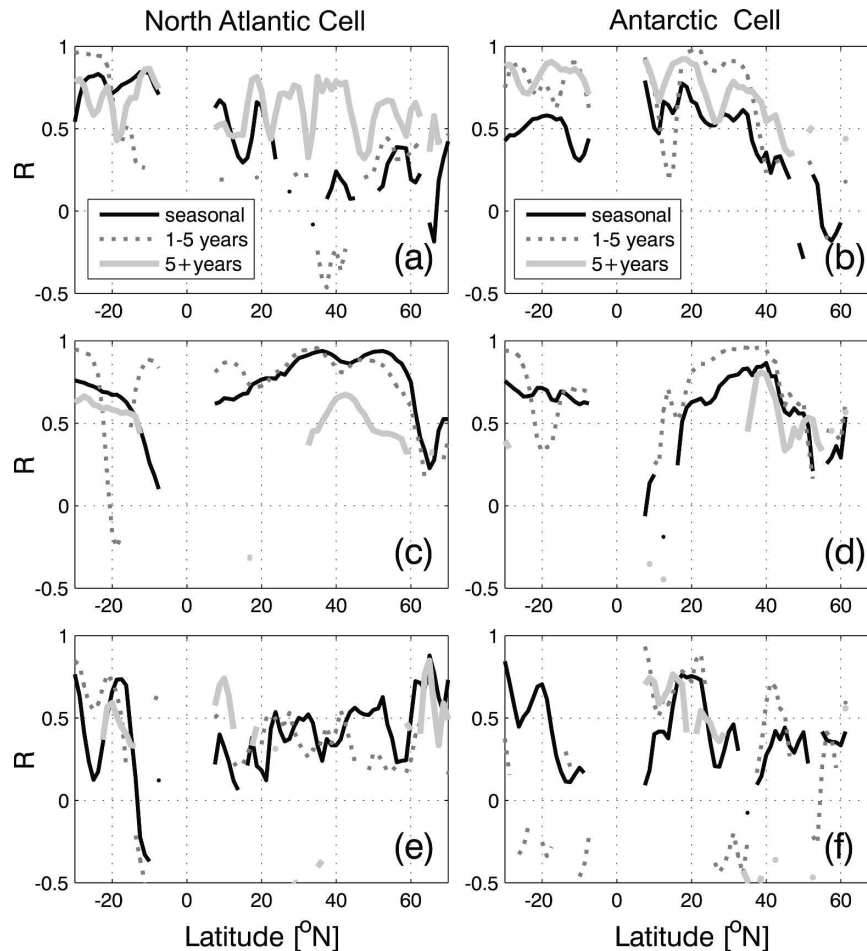 North Atlantic Cell
Antarctic Cell
1
0.5
0
-0.5
R
seasonal
1-5 years
5+years
(a)
-20 0 20 40 60
1
0.5
0
-0.5
R
seasonal
1-5 years
5+years
(b)
-20 0 20 40 60
1
0.5
0
-0.5
R
(c)
-20 0 20 40 60
1
0.5
0
-0.5
R
(d)
-20 0 20 40 60
1
0.5
0
-0.5
R
(e)
-20 0 20 40 60
Latitude [°N]
1
0.5
0
-0.5
R
(f)
-20 0 20 40 60
Latitude [°N]